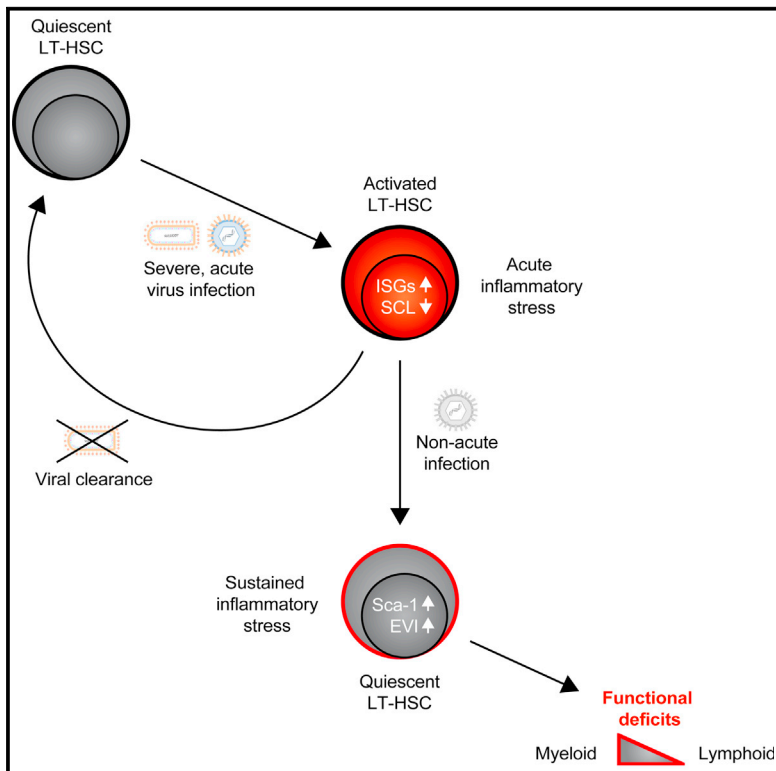 Quiescent
LT-HSC
Severe, acute
virus infection
Activated
LT-HSC
ISGs ↑
SCL ↓
Acute
inflammatory
stress
Viral clearance
Non-acute
infection
Sustained
inflammatory
stress
Sca-1 ↑
EVI ↑
Quiescent
LT-HSC
Functional
deficits
Myeloid
Lymphoid